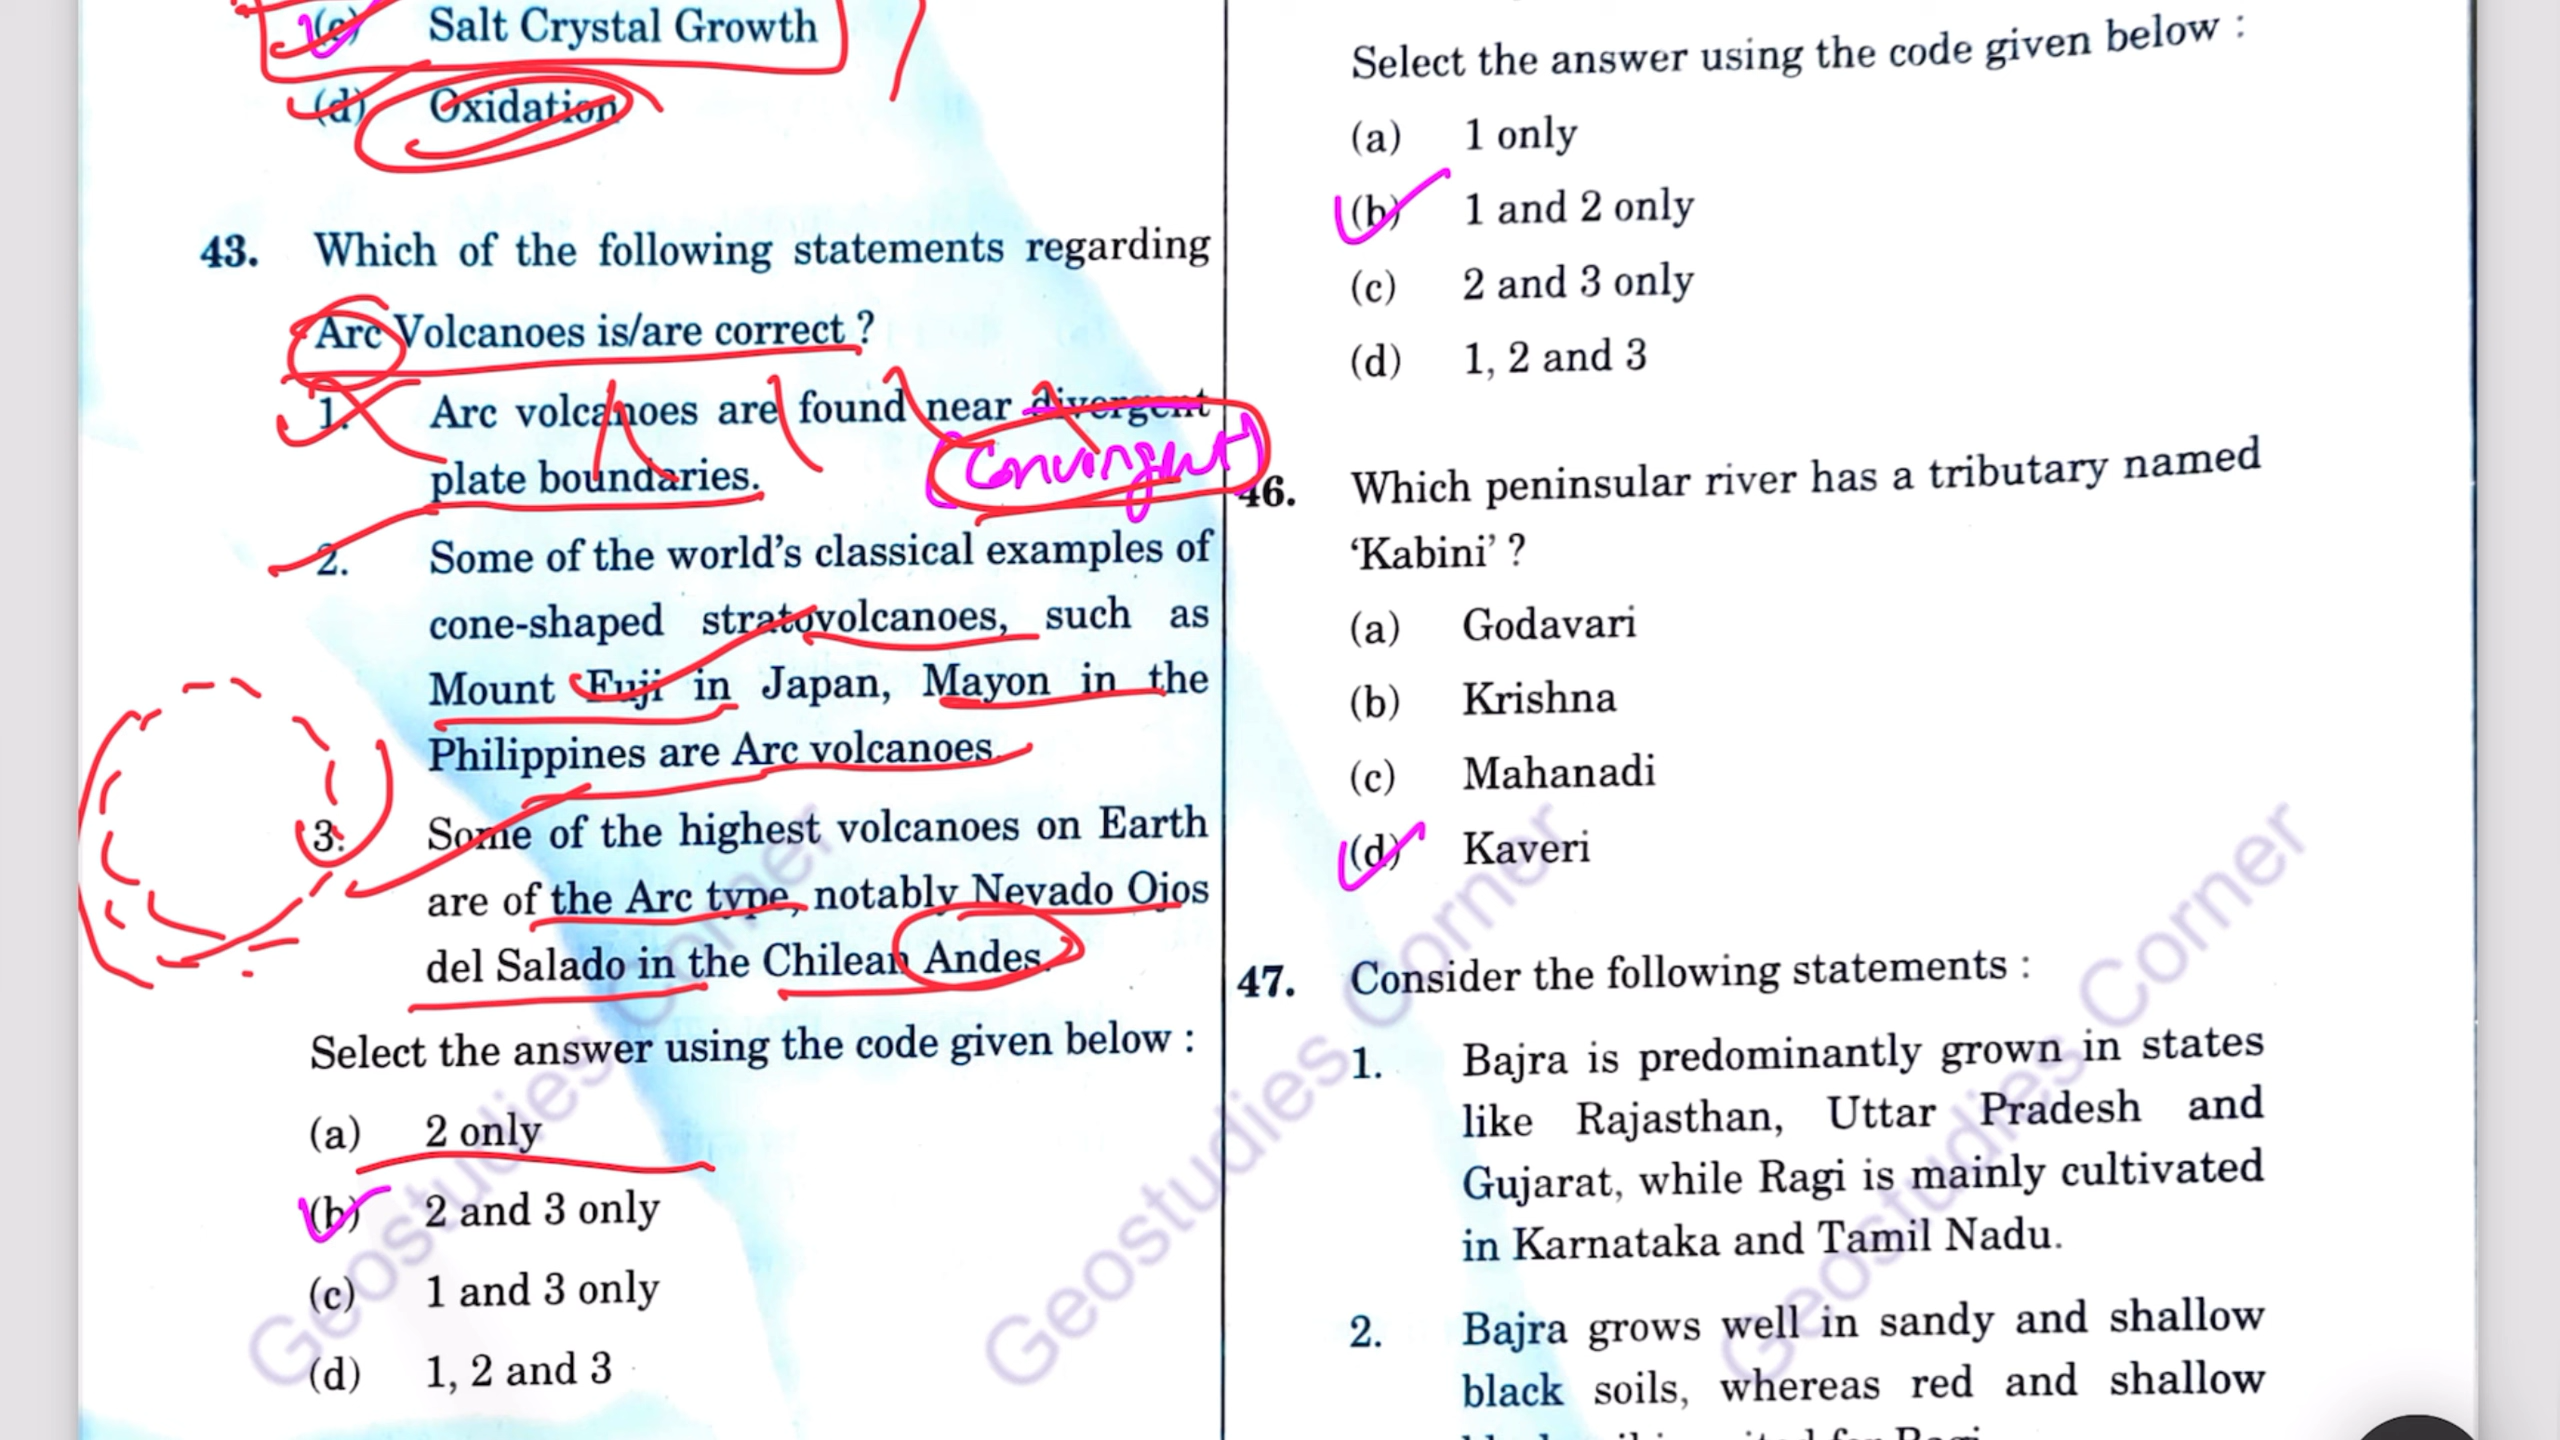 (c) Salt Crystal Growth
(d) Oxidation
43. Which of the following statements regarding
Arc Volcanoes is/are correct ?
1. Arc volcanoes are found near divergent
plate boundaries.
Convergent
2. Some of the world's classical examples of
cone-shaped stratovolcanoes, such as
Mount Fuji in Japan, Mayon in the
Philippines are Arc volcanoes.
3. Some of the highest volcanoes on Earth
are of the Arc type, notably Nevado Ojos
del Salado in the Chilean Andes.
Select the answer using the code given below :
(a) 2 only
(b) 2 and 3 only
(c) 1 and 3 only
(d) 1, 2 and 3
Select the answer using the code given below :
(a) 1 only
(b) 1 and 2 only
(c) 2 and 3 only
(d) 1, 2 and 3
46. Which peninsular river has a tributary named
‘Kabini’ ?
(a) Godavari
(b) Krishna
(c) Mahanadi
(d) Kaveri
47. Consider the following statements :
1. Bajra is predominantly grown in states
like Rajasthan, Uttar Pradesh and
Gujarat, while Ragi is mainly cultivated
in Karnataka and Tamil Nadu.
2. Bajra grows well in sandy and shallow
black soils, whereas red and shallow
Geostudies Corner
Geostudies Corner
Geostudies Corner